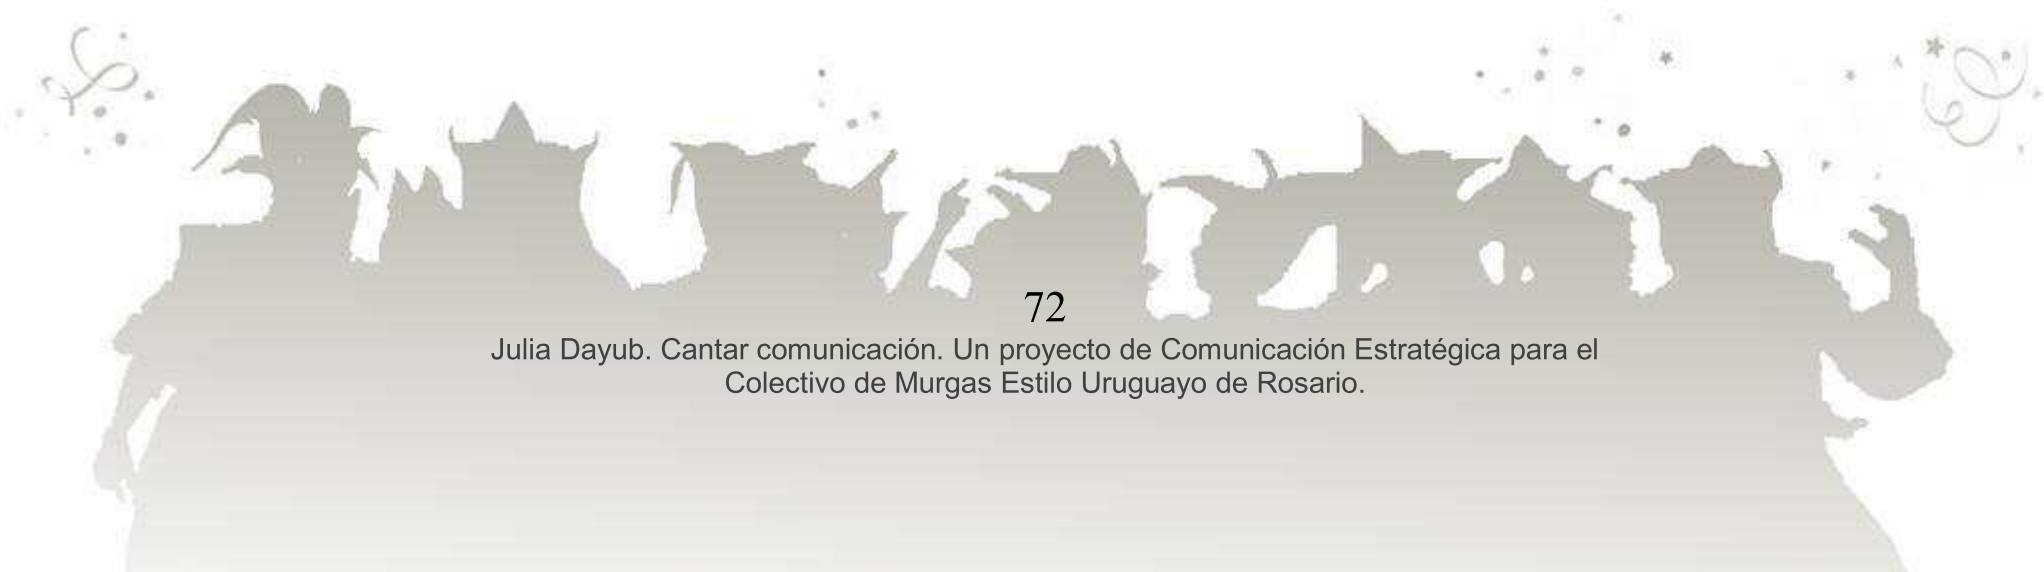 72
Julia Dayub. Cantar comunicación. Un proyecto de Comunicación Estratégica para el
Colectivo de Murgas Estilo Uruguayo de Rosario.